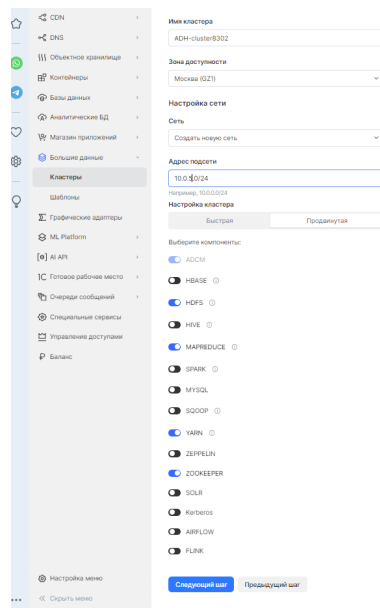 CDN
DNS
Объектное хранилище
Контейнеры
Базы данных
Аналитические БД
Магазин приложений
Большие данные
Кластеры
Шаблоны
Графические адаптеры
ML Platform
AI API
1С Готовое рабочее место
Очереди сообщений
Специальные сервисы
Управление доступами
Баланс
Настройка меню
Скрыть меню
Имя кластера
ADH-cluster8302
Зона доступности
Москва (GZ1)
Настройка сети
Сеть
Создать новую сеть
Адрес подсети
10.0.5.0/24
Например, 10.0.0.0/24
Настройка кластера
Быстрая
Продвинутая
Выберите компоненты:
ADCM
HBASE
HDFS
HIVE
MAPREDUCE
SPARK
MYSQL
SQOOP
YARN
ZEPPELIN
ZOOKEEPER
SOLR
Kerberos
AIRFLOW
FLINK
Следующий шаг
Предыдущий шаг